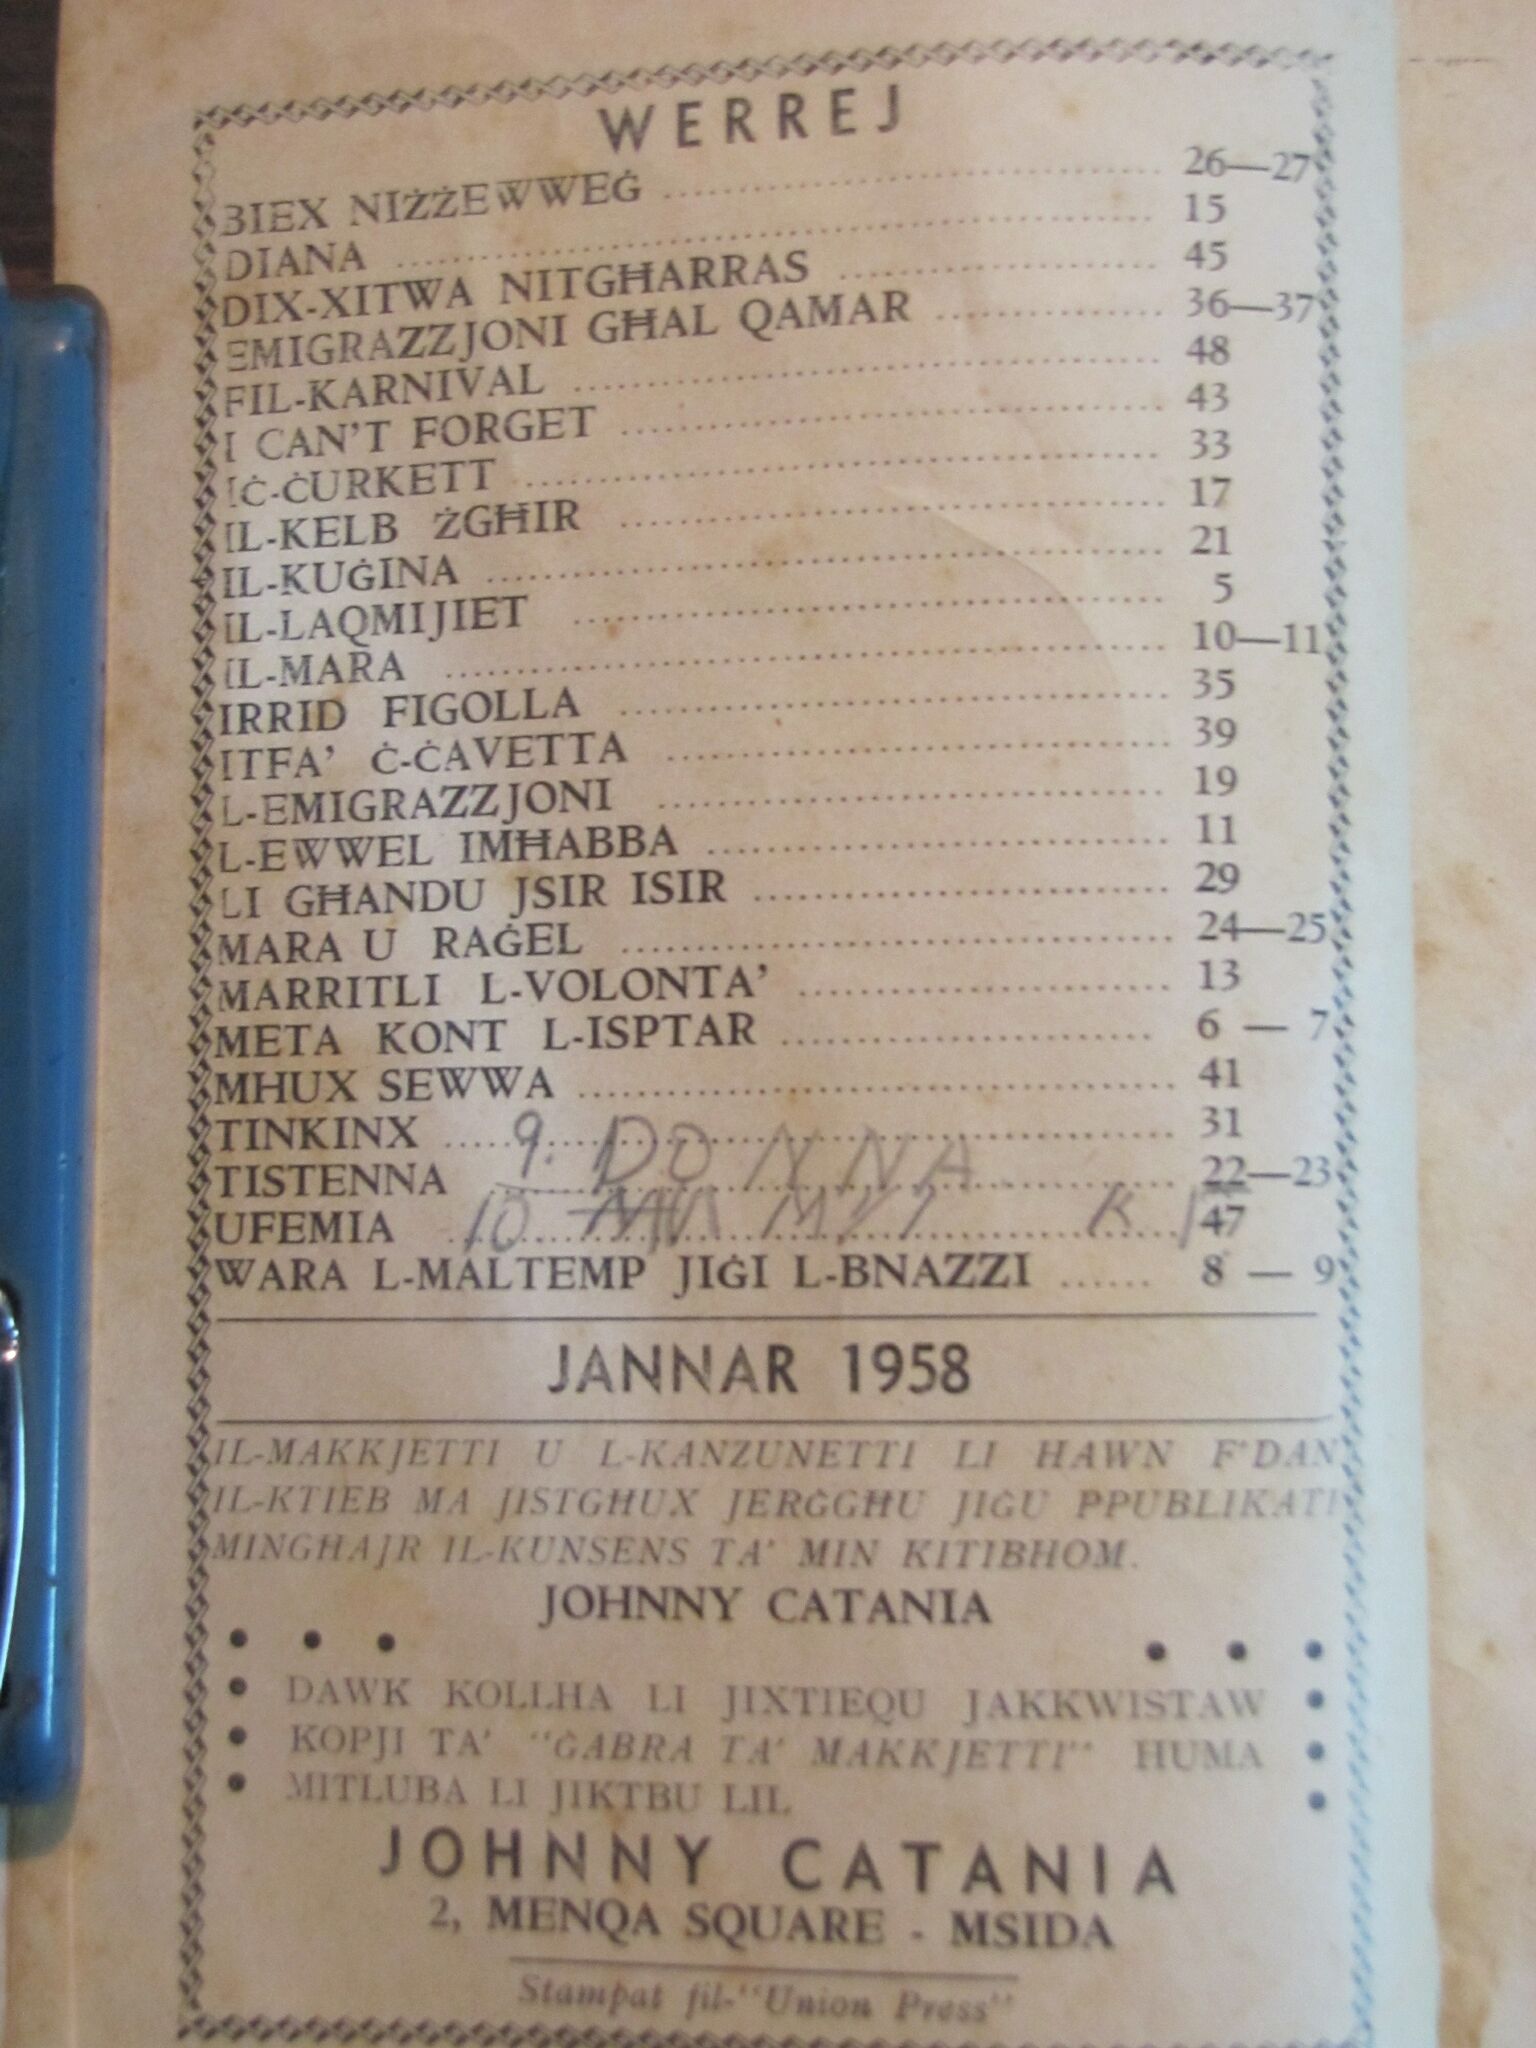 WERREJ
BIEX NIŻŻEWWEĠ ........ 26—27
DIANA ........ 15
DIX-XITWA NITGĦARRAS ........ 45
EMIGRAZZJONI GĦAL QAMAR ........ 36—37
FIL-KARNIVAL ........ 48
I CAN'T FORGET ........ 43
IĊ-ĊURKETT ........ 33
IL-KELB ŻGĦIR ........ 17
IL-KUĠINA ........ 21
IL-LAQMIJIET ........ 5
IL-MARA ........ 10—11
IRRID FIGOLLA ........ 35
ITFA' Ċ-ĊAVETTA ........ 39
L-EMIGRAZZJONI ........ 19
L-EWWEL IMĦABBA ........ 11
LI GĦANDU JSIR ISIR ........ 29
MARA U RAĠEL ........ 24—25
MARRITLI L-VOLONTA' ........ 13
META KONT L-ISPTAR ........ 6 — 7
MHUX SEWWA ........ 41
TINKINX ........ 31
9. DONNA
TISTENNA ........ 22—23
10
UFEMIA ........ 47
WARA L-MALTEMP JIĠI L-BNAZZI ...... 8 — 9
JANNAR 1958
IL-MAKKJETTI U L-KANZUNETTI LI HAWN F'DAN
IL-KTIEB MA JISTGĦUX JERĠGĦU JIĠU PPUBLIKATI
MINGĦAJR IL-KUNSENS TA' MIN KITIBHOM.
JOHNNY CATANIA
DAWK KOLLHA LI JIXTIEQU JAKKWISTAW
KOPJI TA' "ĠABRA TA' MAKKJETTI" HUMA
MITLUBA LI JIKTBU LIL
JOHNNY CATANIA
2, MENQA SQUARE - MSIDA
Stampat fil-"Union Press"